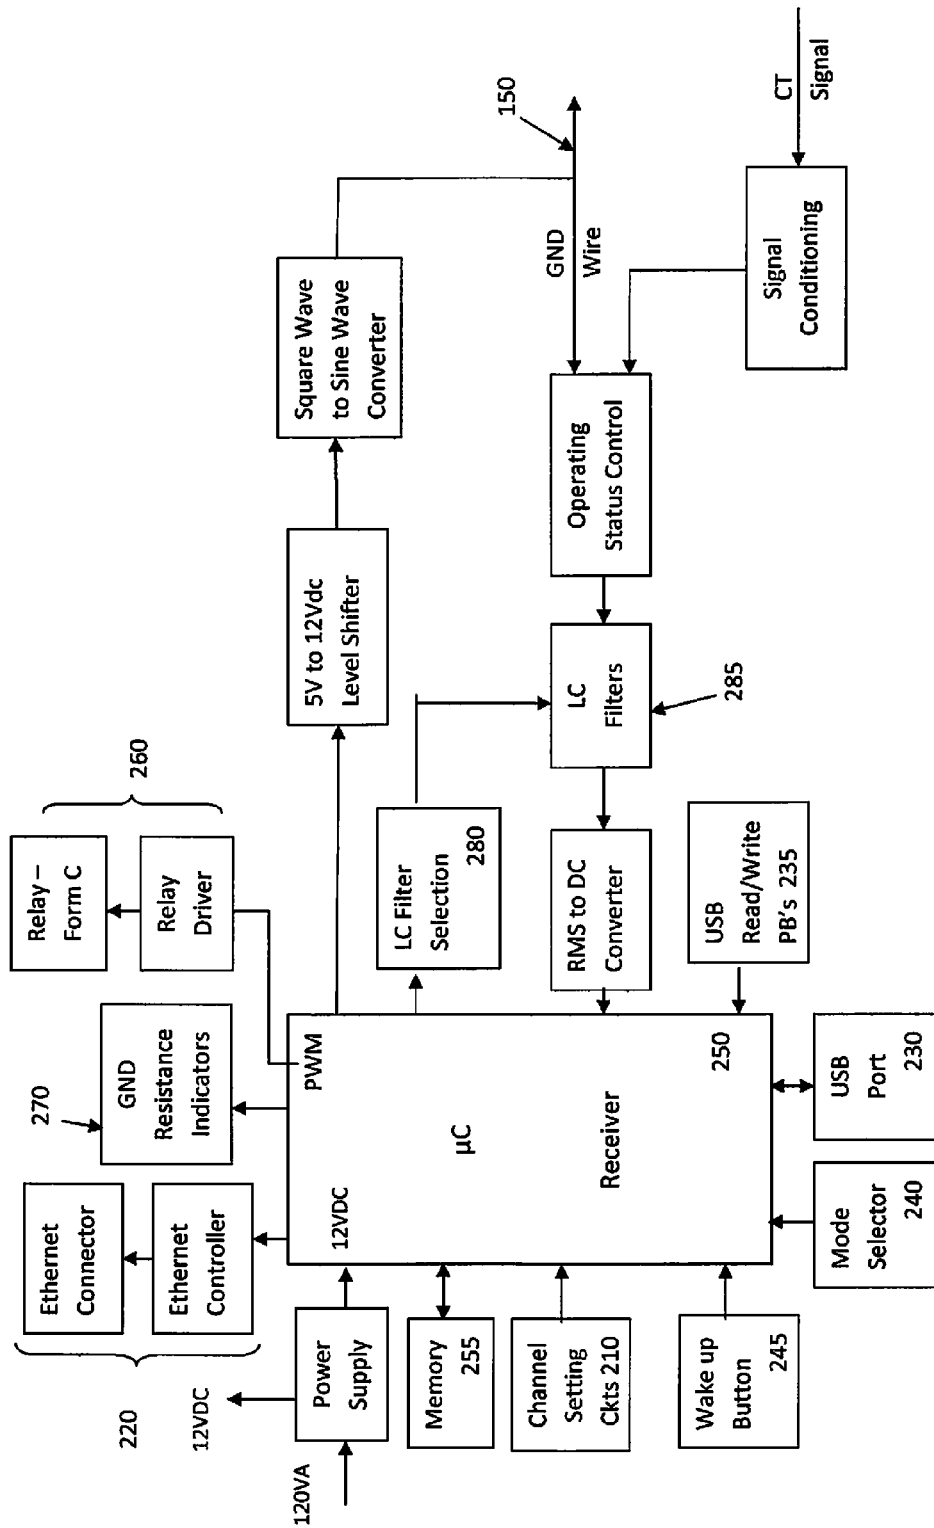 220
Ethernet
Connector
Ethernet
Controller
270
GND
Resistance
Indicators
Relay –
Form C
Relay
Driver
260
12VDC
120VA
Power
Supply
12VDC
PWM
µC
Receiver
250
Memory
255
Channel
Setting
Ckts 210
Wake up
Button
245
Mode
Selector
240
USB
Port
230
USB
Read/Write
PB's 235
5V to 12Vdc
Level Shifter
Square Wave
to Sine Wave
Converter
LC Filter
Selection
280
RMS to DC
Converter
LC
Filters
285
Operating
Status Control
GND
Wire
150
Signal
Conditioning
CT
Signal